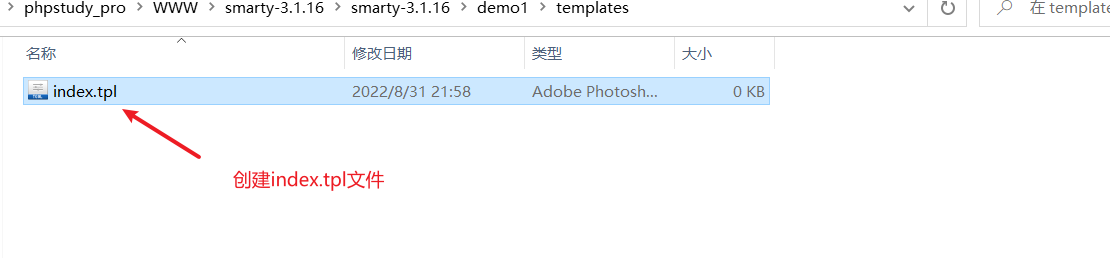 phpstudy_pro > WWW > smarty-3.1.16 > smarty-3.1.16 > demo1 > templates
在 template
名称 修改日期 类型 大小
index.tpl 2022/8/31 21:58 Adobe Photosh... 0 KB
创建index.tpl文件